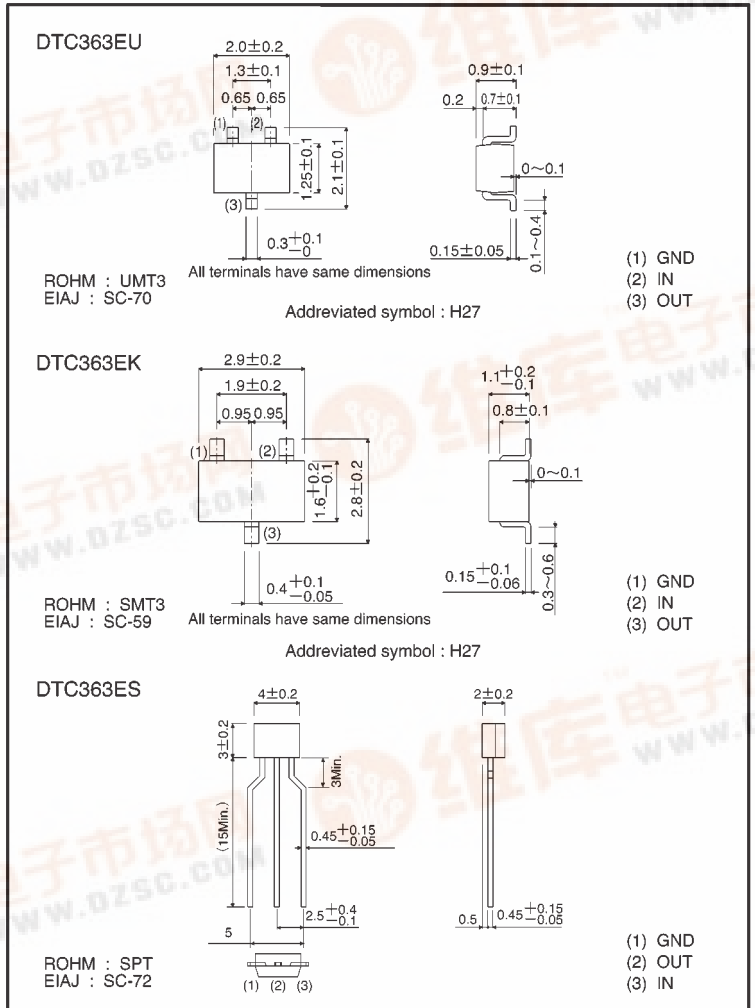 DTC363EU
2.0±0.2
1.3±0.1
0.65 0.65
(1) (2)
1.25±0.1
2.1±0.1
(3)
0.3+0.1 -0
All terminals have same dimensions
0.9±0.1
0.2 0.7±0.1
0~0.1
0.15±0.05
0.1~0.4
ROHM : UMT3
EIAJ : SC-70
Addreviated symbol : H27
(1) GND
(2) IN
(3) OUT
DTC363EK
2.9±0.2
1.9±0.2
0.95 0.95
(1) (2)
1.6+0.2 -0.1
2.8±0.2
(3)
0.4+0.1 -0.05
All terminals have same dimensions
1.1+0.2 -0.1
0.8±0.1
0~0.1
0.15+0.1 -0.06
0.3~0.6
ROHM : SMT3
EIAJ : SC-59
Addreviated symbol : H27
(1) GND
(2) IN
(3) OUT
DTC363ES
4±0.2
3±0.2
3Min.
(15Min.)
0.45+0.15 -0.05
2.5+0.4 -0.1
5
(1) (2) (3)
2±0.2
0.5 0.45+0.15 -0.05
ROHM : SPT
EIAJ : SC-72
(1) GND
(2) OUT
(3) IN
维库电子市场网
WWW.DZSC.COM